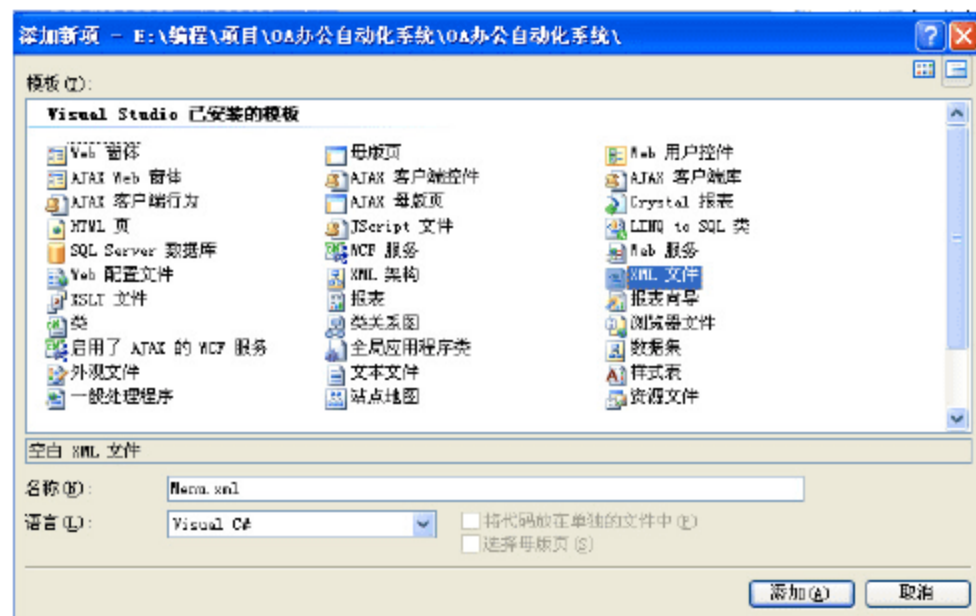 添加新项 - E:\编程\项目\OA办公自动化系统\OA办公自动化系统\
模板(T):
Visual Studio 已安装的模板
Web 窗体 母版页 Web 用户控件
AJAX Web 窗体 AJAX 客户端控件 AJAX 客户端库
AJAX 客户端行为 AJAX 母版页 Crystal 报表
HTML 页 JScript 文件 LINQ to SQL 类
SQL Server 数据库 WCF 服务 Web 服务
Web 配置文件 XML 架构 XML 文件
XSLT 文件 报表 报表向导
类 类关系图 浏览器文件
启用了 AJAX 的 WCF 服务 全局应用程序类 数据集
外观文件 文本文件 样式表
一般处理程序 站点地图 资源文件
空白 XML 文件
名称(N): Menu.xml
语言(L): Visual C# 将代码放在单独的文件中(P)
选择母版页(S)
添加(A) 取消